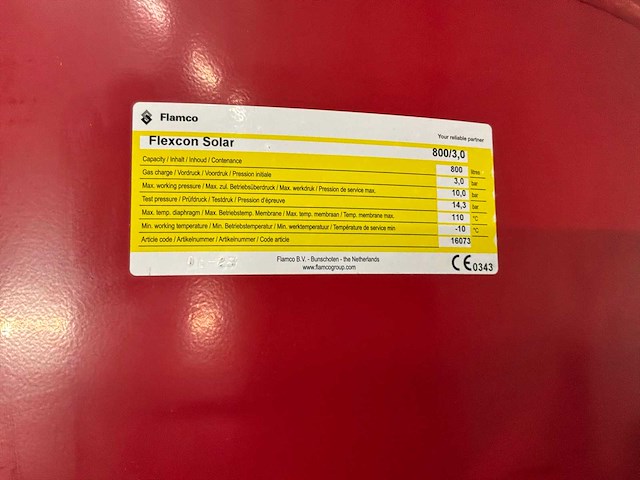 Flamco
Your reliable partner
Flexcon Solar 800/3,0
Capacity / Inhalt / Inhoud / Contenance 800 litres
Gas charge / Vordruck / Voordruk / Pression initiale 3,0 bar
Max. working pressure / Max. zul. Betriebsüberdruck / Max. werkdruk / Pression de service max. 10,0 bar
Test pressure / Prüfdruck / Testdruk / Pression d'épreuve 14,3 bar
Max. temp. diaphragm / Max. Betriebstemp. Membrane / Max. temp. membraan / Temp. membrane max. 110 °C
Min. working temperature / Min. Betriebstemperatur / Min. werktemperatuur / Température de service min -10 °C
Article code / Artikelnummer / Artikelnummer / Code article 16073
Flamco B.V. - Bunschoten - the Netherlands
www.flamcogroup.com
CE 0343